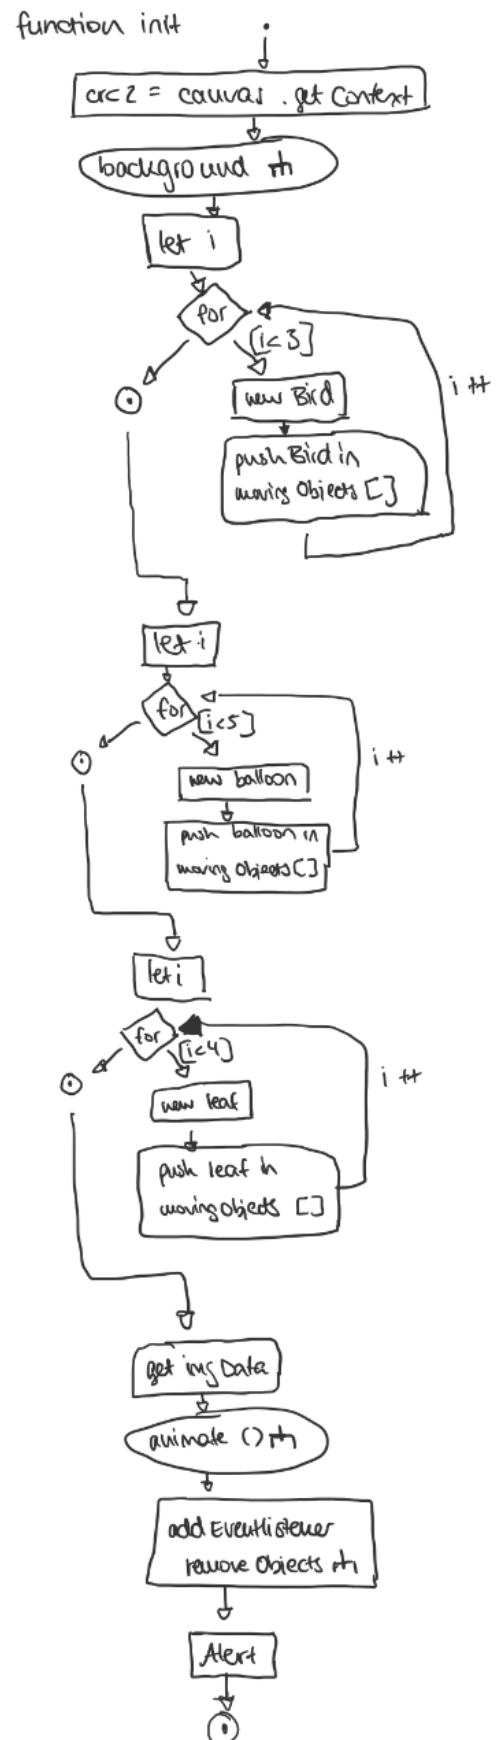 function init
crc2 = canvas.getContext
background
let i
for
[i<3]
new Bird
i++
push Bird in
moving Objects []
let i
for
[i<5]
new balloon
i++
push balloon in
moving Objects []
let i
for
[i<4]
i++
new leaf
push leaf in
moving objects []
get imgData
animate ()
add EventListener
remove Objects
Alert